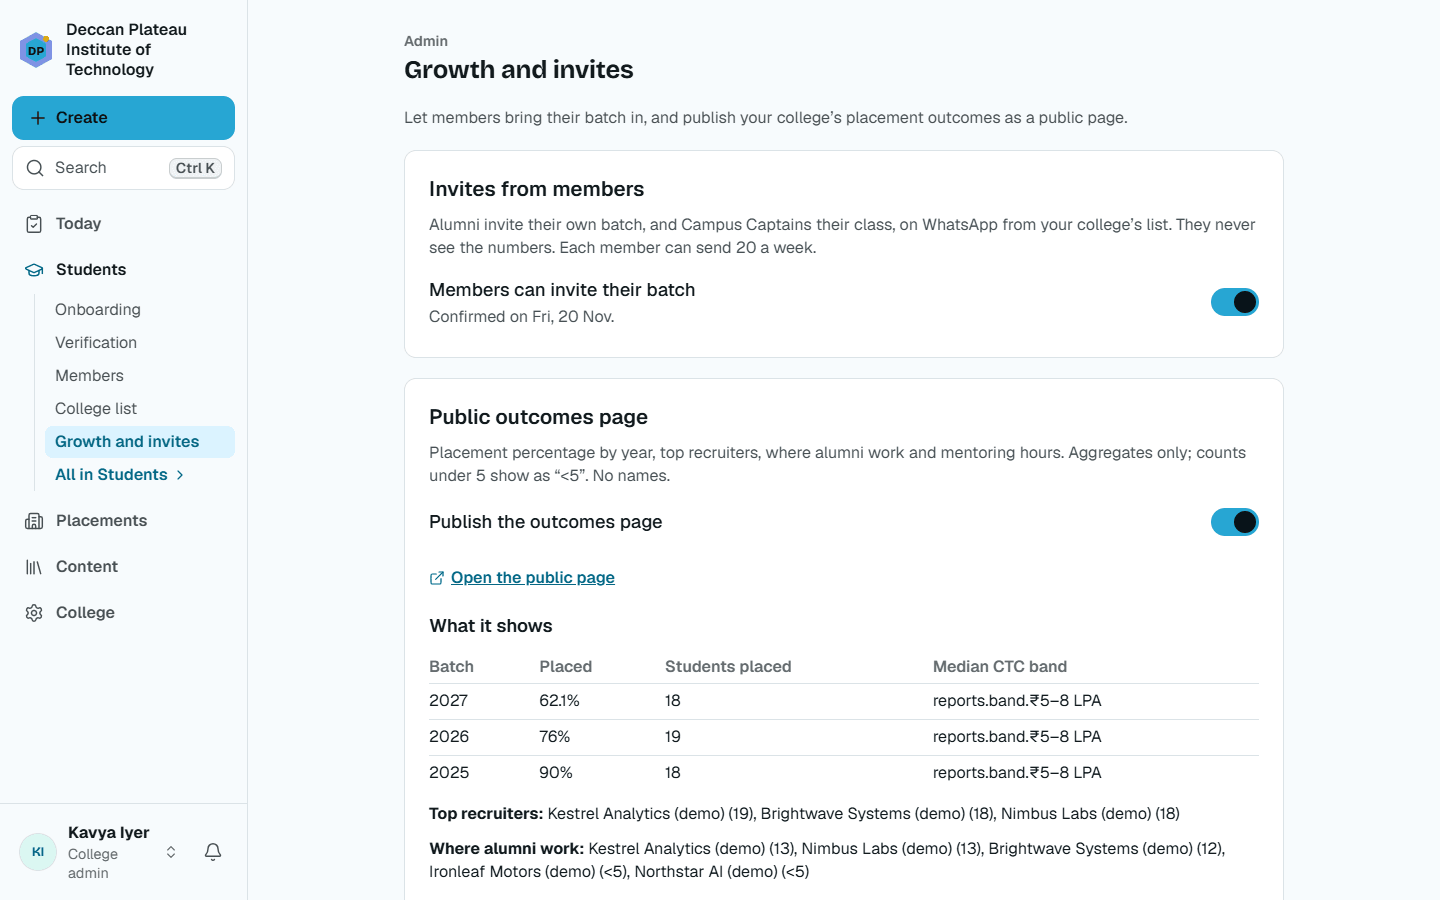 DP
Deccan Plateau
Institute of
Technology
Create
Search
Ctrl K
Today
Students
Onboarding
Verification
Members
College list
Growth and invites
All in Students
Placements
Content
College
KI
Kavya Iyer
College
admin
Admin
Growth and invites
Let members bring their batch in, and publish your college’s placement outcomes as a public page.
Invites from members
Alumni invite their own batch, and Campus Captains their class, on WhatsApp from your college’s list. They never
see the numbers. Each member can send 20 a week.
Members can invite their batch
Confirmed on Fri, 20 Nov.
Public outcomes page
Placement percentage by year, top recruiters, where alumni work and mentoring hours. Aggregates only; counts
under 5 show as “<5”. No names.
Publish the outcomes page
Open the public page
What it shows
Batch Placed Students placed Median CTC band
2027 62.1% 18 reports.band.₹5–8 LPA
2026 76% 19 reports.band.₹5–8 LPA
2025 90% 18 reports.band.₹5–8 LPA
Top recruiters: Kestrel Analytics (demo) (19), Brightwave Systems (demo) (18), Nimbus Labs (demo) (18)
Where alumni work: Kestrel Analytics (demo) (13), Nimbus Labs (demo) (13), Brightwave Systems (demo) (12),
Ironleaf Motors (demo) (<5), Northstar AI (demo) (<5)